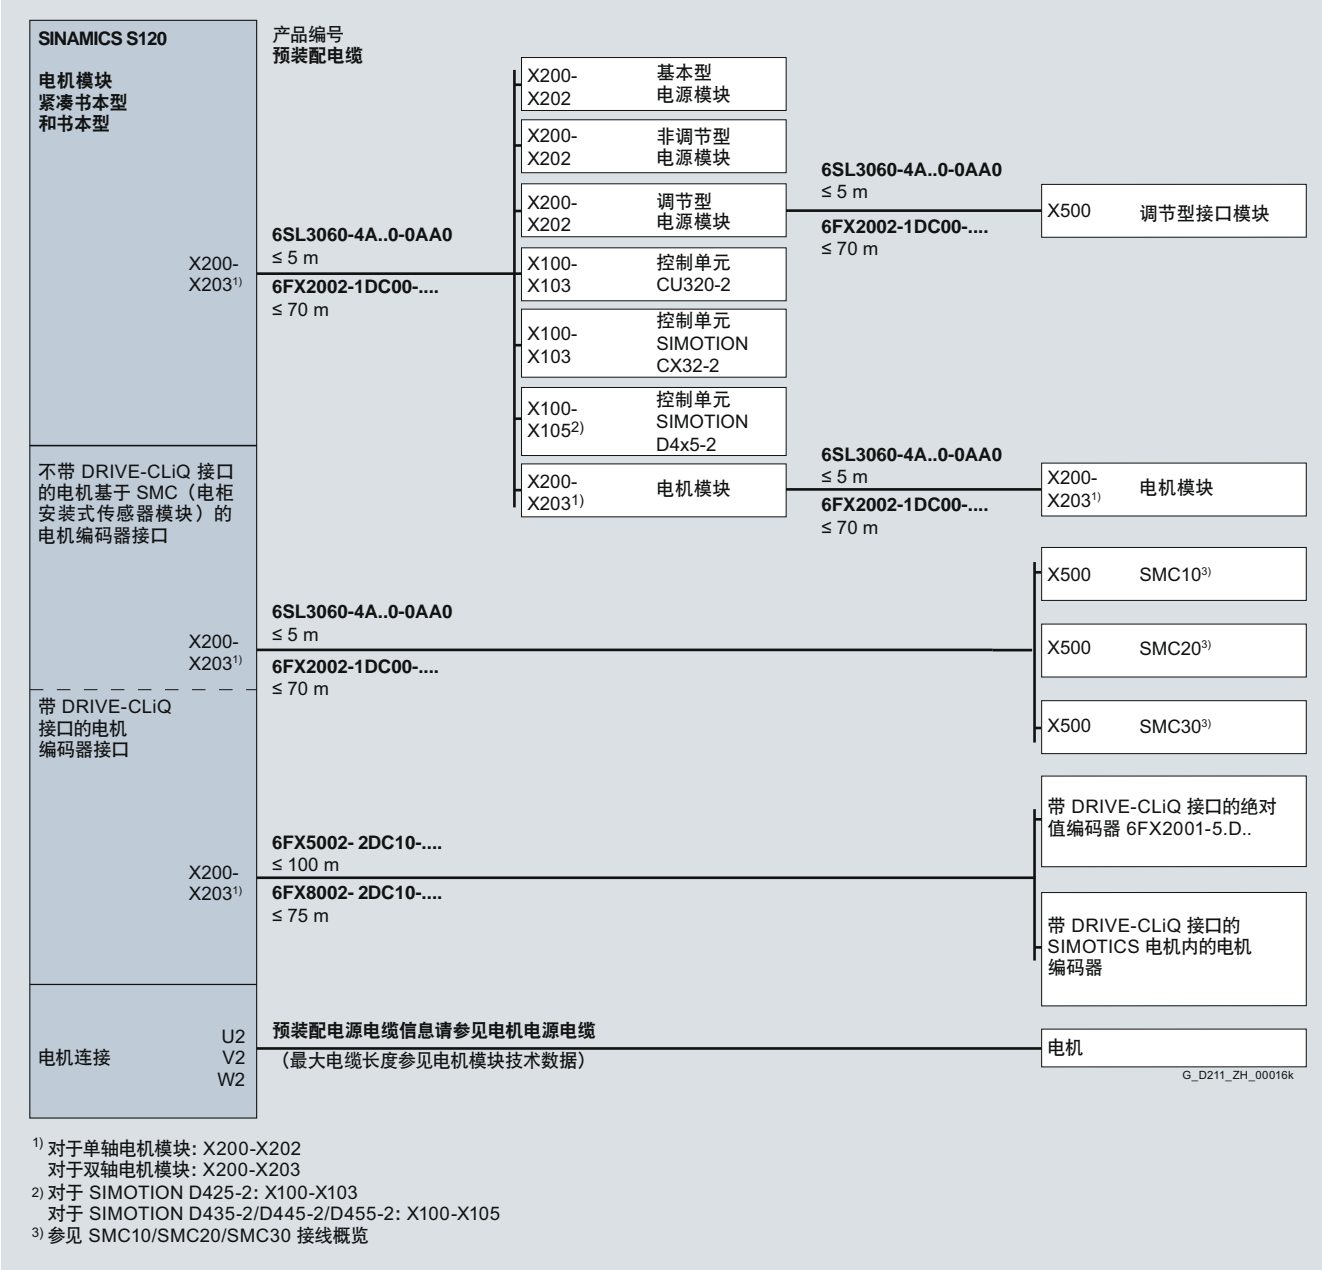 SINAMICS S120
电机模块
紧凑书本型
和书本型
X200-
X203¹⁾
产品编号
预装配电缆
6SL3060-4A..0-0AA0
≤ 5 m
6FX2002-1DC00-....
≤ 70 m
X200-
X202
基本型
电源模块
X200-
X202
非调节型
电源模块
X200-
X202
调节型
电源模块
6SL3060-4A..0-0AA0
≤ 5 m
6FX2002-1DC00-....
≤ 70 m
X500
调节型接口模块
X100-
X103
控制单元
CU320-2
X100-
X103
控制单元
SIMOTION
CX32-2
X100-
X105²⁾
控制单元
SIMOTION
D4x5-2
X200-
X203¹⁾
电机模块
6SL3060-4A..0-0AA0
≤ 5 m
6FX2002-1DC00-....
≤ 70 m
X200-
X203¹⁾
电机模块
不带 DRIVE-CLiQ 接口
的电机基于 SMC（电柜
安装式传感器模块）的
电机编码器接口
X200-
X203¹⁾
6SL3060-4A..0-0AA0
≤ 5 m
6FX2002-1DC00-....
≤ 70 m
X500
SMC10³⁾
X500
SMC20³⁾
X500
SMC30³⁾
带 DRIVE-CLiQ
接口的电机
编码器接口
X200-
X203¹⁾
6FX5002- 2DC10-....
≤ 100 m
6FX8002- 2DC10-....
≤ 75 m
带 DRIVE-CLiQ 接口的绝对
值编码器 6FX2001-5.D..
带 DRIVE-CLiQ 接口的
SIMOTICS 电机内的电机
编码器
电机连接
U2
V2
W2
预装配电源电缆信息请参见电机电源电缆
（最大电缆长度参见电机模块技术数据）
电机
G_D211_ZH_00016k
¹⁾ 对于单轴电机模块: X200-X202
对于双轴电机模块: X200-X203
²⁾ 对于 SIMOTION D425-2: X100-X103
对于 SIMOTION D435-2/D445-2/D455-2: X100-X105
³⁾ 参见 SMC10/SMC20/SMC30 接线概览